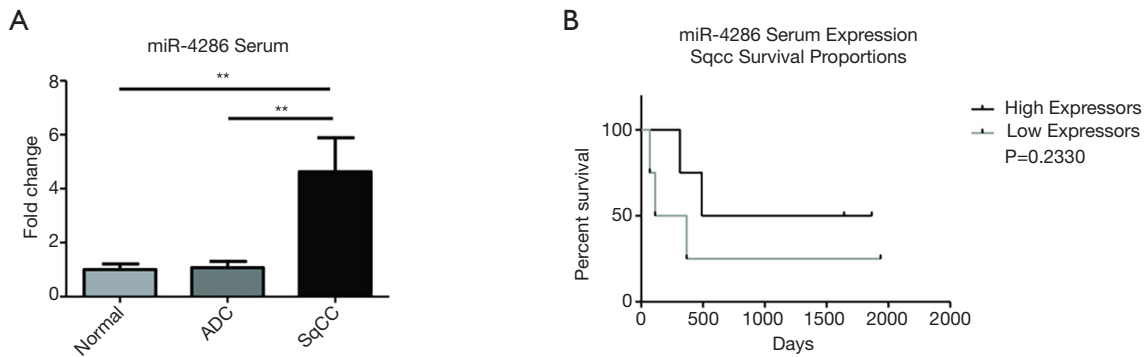 A
miR-4286 Serum
**
**
8
6
4
2
0
Fold change
Normal
ADC
SqCC
B
miR-4286 Serum Expression
Sqcc Survival Proportions
High Expressors
Low Expressors
P=0.2330
100
50
0
Percent survival
0 500 1000 1500 2000 2000
Days